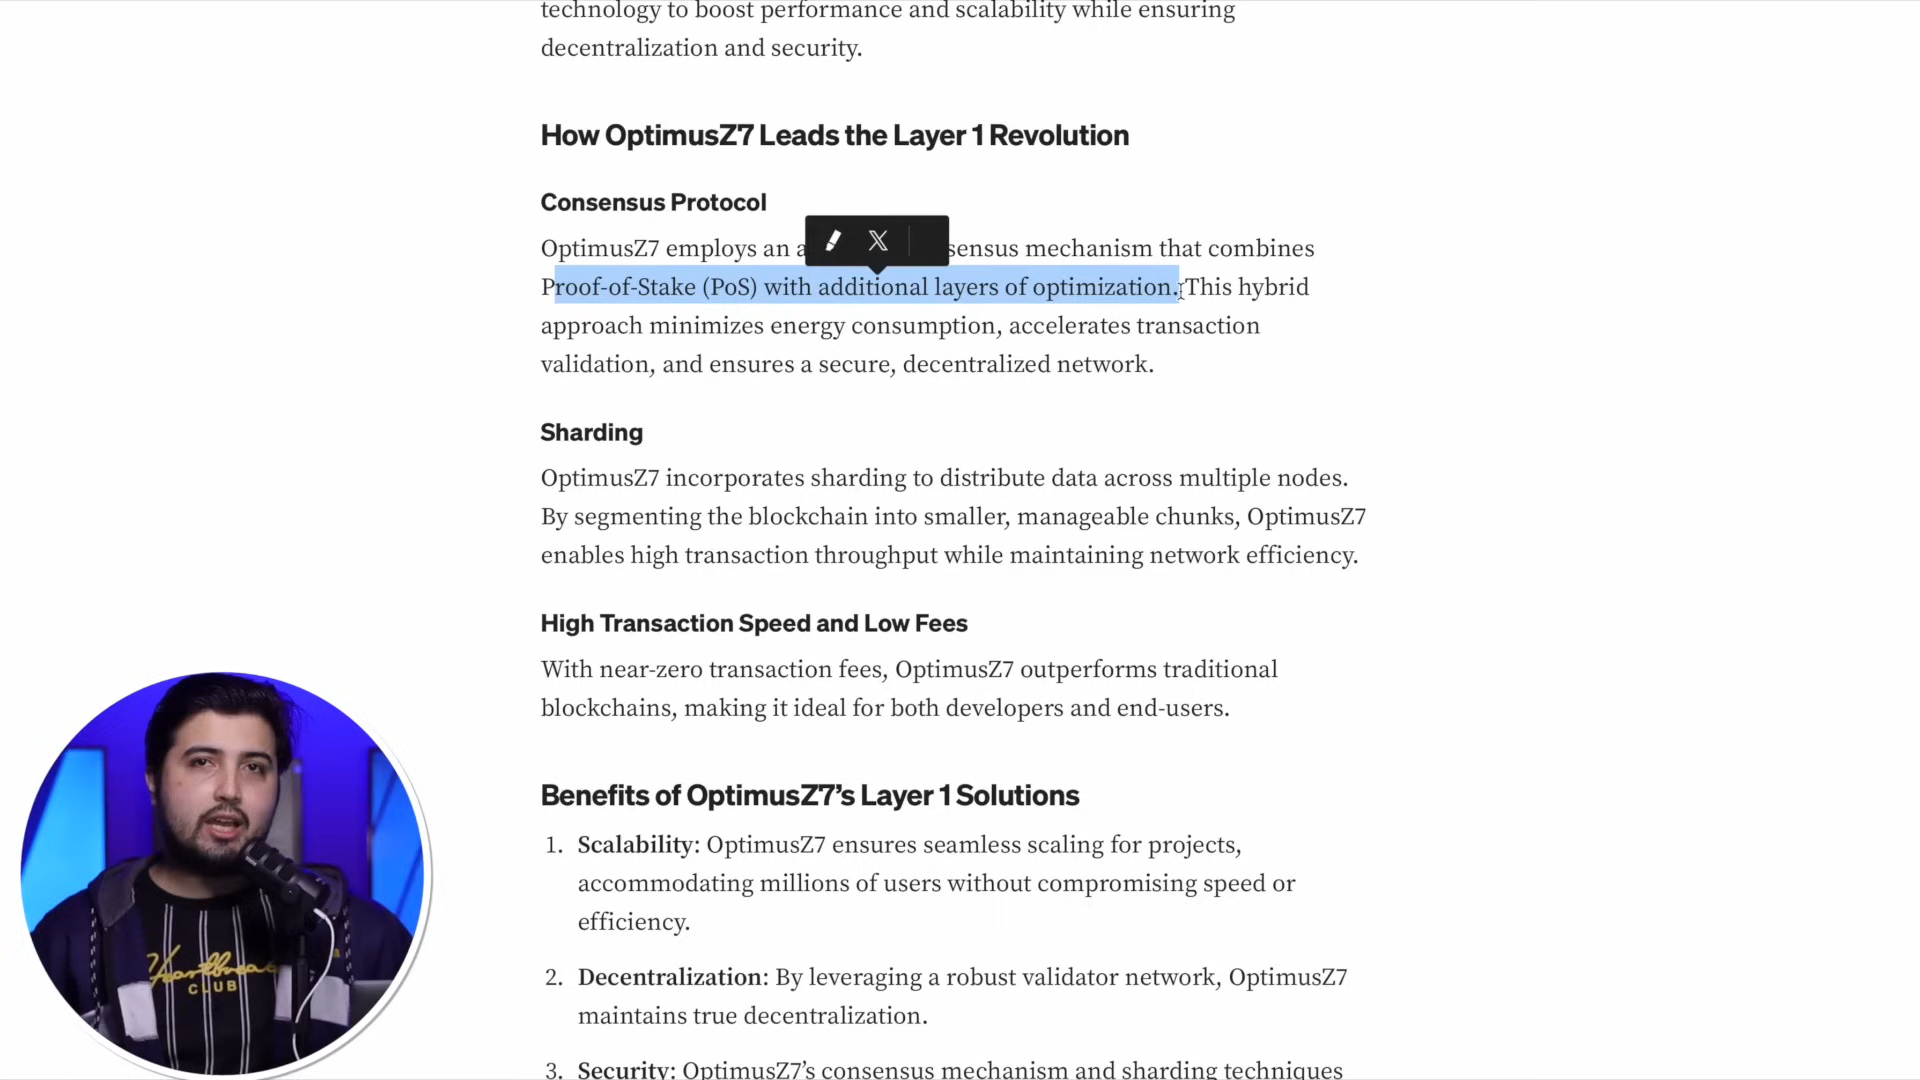 technology to boost performance and scalability while ensuring
decentralization and security.
How OptimusZ7 Leads the Layer 1 Revolution
Consensus Protocol
OptimusZ7 employs an a sensus mechanism that combines
Proof-of-Stake (PoS) with additional layers of optimization. This hybrid
approach minimizes energy consumption, accelerates transaction
validation, and ensures a secure, decentralized network.
Sharding
OptimusZ7 incorporates sharding to distribute data across multiple nodes.
By segmenting the blockchain into smaller, manageable chunks, OptimusZ7
enables high transaction throughput while maintaining network efficiency.
High Transaction Speed and Low Fees
With near-zero transaction fees, OptimusZ7 outperforms traditional
blockchains, making it ideal for both developers and end-users.
Benefits of OptimusZ7’s Layer 1 Solutions
1. Scalability: OptimusZ7 ensures seamless scaling for projects,
accommodating millions of users without compromising speed or
efficiency.
2. Decentralization: By leveraging a robust validator network, OptimusZ7
maintains true decentralization.
3. Security: OptimusZ7’s consensus mechanism and sharding techniques
Heartbreak
CLUB